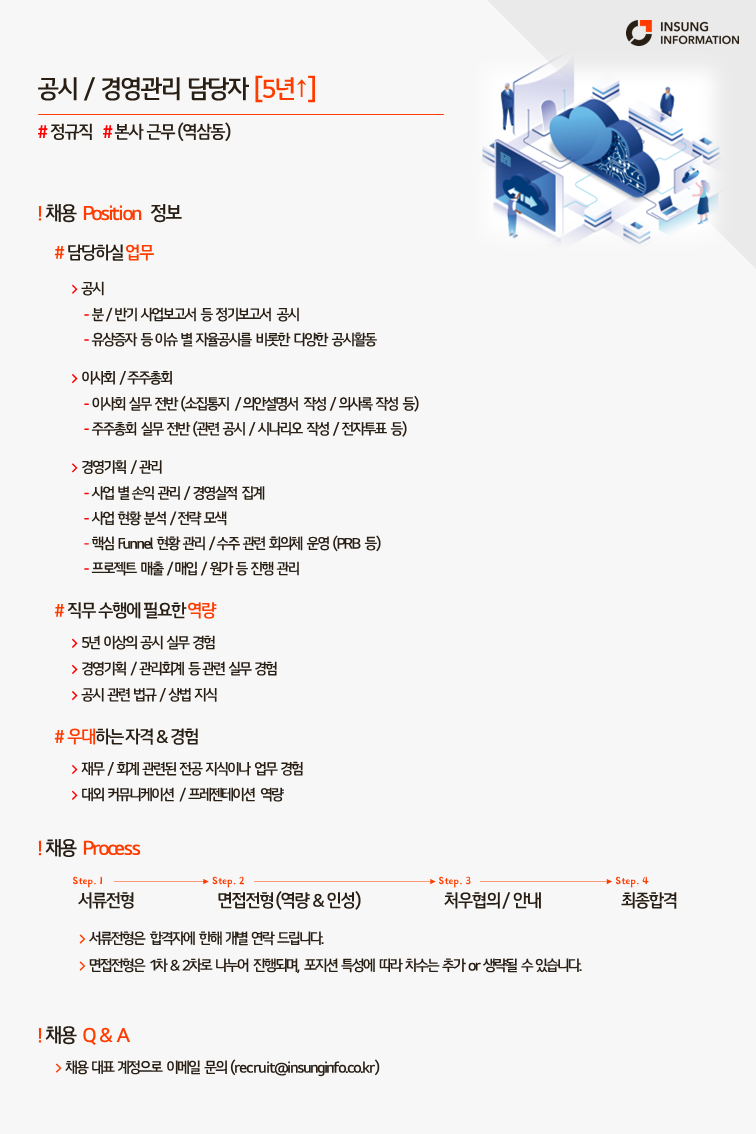 INSUNG
INFORMATION
공시 / 경영관리 담당자 [5년↑]
# 정규직 # 본사 근무 (역삼동)
! 채용 Position 정보
# 담당하실 업무
> 공시
- 분 / 반기 사업보고서 등 정기보고서 공시
- 유상증자 등 이슈 별 자율공시를 비롯한 다양한 공시활동
> 이사회 / 주주총회
- 이사회 실무 전반 (소집통지 / 의안설명서 작성 / 의사록 작성 등)
- 주주총회 실무 전반 (관련 공시 / 시나리오 작성 / 전자투표 등)
> 경영기획 / 관리
- 사업 별 손익 관리 / 경영실적 집계
- 사업 현황 분석 / 전략 모색
- 핵심 Funnel 현황 관리 / 수주 관련 회의체 운영 (PRB 등)
- 프로젝트 매출 / 매입 / 원가 등 진행 관리
# 직무 수행에 필요한 역량
> 5년 이상의 공시 실무 경험
> 경영기획 / 관리회계 등 관련 실무 경험
> 공시 관련 법규 / 상법 지식
# 우대하는 자격 & 경험
> 재무 / 회계 관련된 전공 지식이나 업무 경험
> 대외 커뮤니케이션 / 프레젠테이션 역량
! 채용 Process
Step. 1 Step. 2 Step. 3 Step. 4
서류전형 면접전형 (역량 & 인성) 처우협의 / 안내 최종합격
> 서류전형은 합격자에 한해 개별 연락 드립니다.
> 면접전형은 1차 & 2차로 나누어 진행되며, 포지션 특성에 따라 차수는 추가 or 생략될 수 있습니다.
! 채용 Q & A
> 채용 대표 계정으로 이메일 문의 (recruit@insunginfo.co.kr)